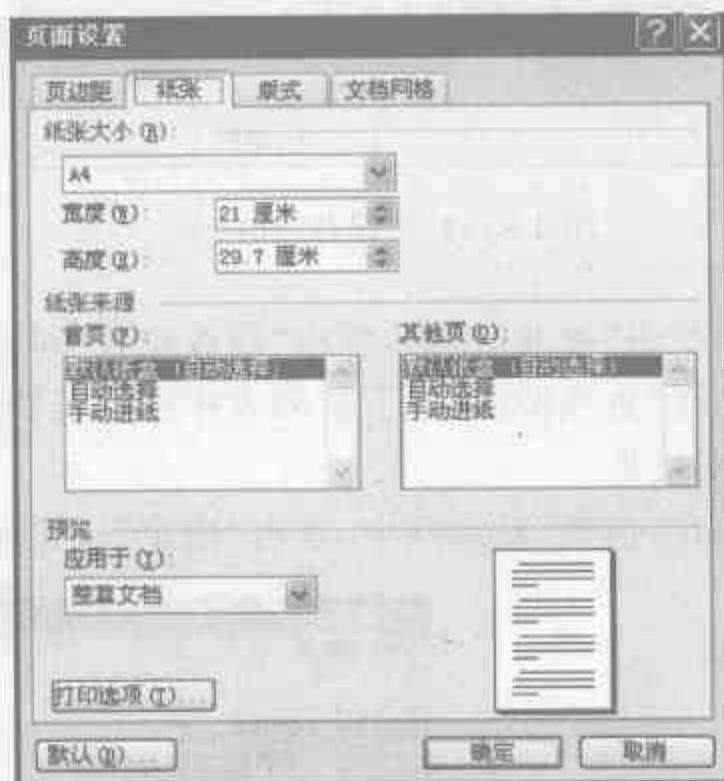 页面设置
页边距 纸张 版式 文档网格
纸张大小(R):
A4
宽度(W): 21 厘米
高度(E): 29.7 厘米
纸张来源
首页(F): 其他页(O):
自动选择 自动选择
手动进纸 手动进纸
预览
应用于(Y):
整篇文档
打印选项(T)...
默认(D)... 确定 取消